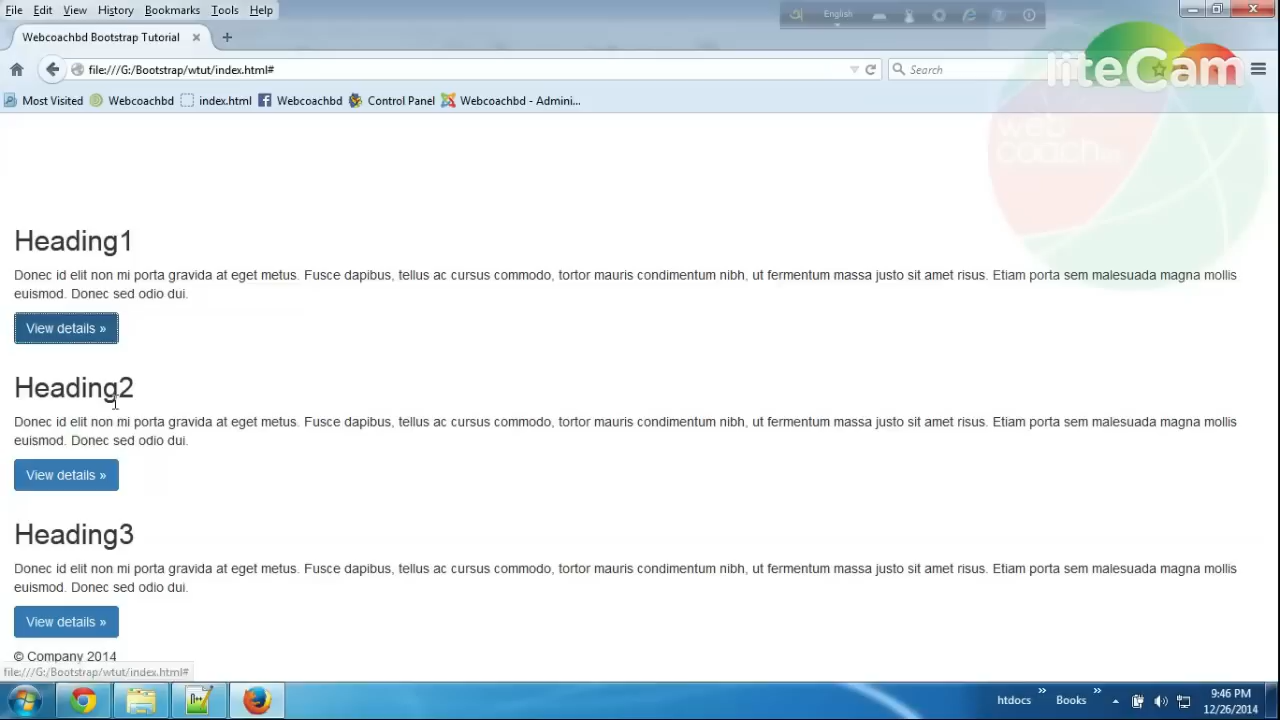 File Edit View History Bookmarks Tools Help
English
Webcoachbd Bootstrap Tutorial
file:///G:/Bootstrap/wtut/index.html#
Search
liteCam
Most Visited Webcoachbd index.html Webcoachbd Control Panel Webcoachbd - Admini...
web
coach
Heading1
Donec id elit non mi porta gravida at eget metus. Fusce dapibus, tellus ac cursus commodo, tortor mauris condimentum nibh, ut fermentum massa justo sit amet risus. Etiam porta sem malesuada magna mollis
euismod. Donec sed odio dui.
View details »
Heading2
Donec id elit non mi porta gravida at eget metus. Fusce dapibus, tellus ac cursus commodo, tortor mauris condimentum nibh, ut fermentum massa justo sit amet risus. Etiam porta sem malesuada magna mollis
euismod. Donec sed odio dui.
View details »
Heading3
Donec id elit non mi porta gravida at eget metus. Fusce dapibus, tellus ac cursus commodo, tortor mauris condimentum nibh, ut fermentum massa justo sit amet risus. Etiam porta sem malesuada magna mollis
euismod. Donec sed odio dui.
View details »
© Company 2014
file:///G:/Bootstrap/wtut/index.html#
htdocs » Books »
9:46 PM
12/26/2014